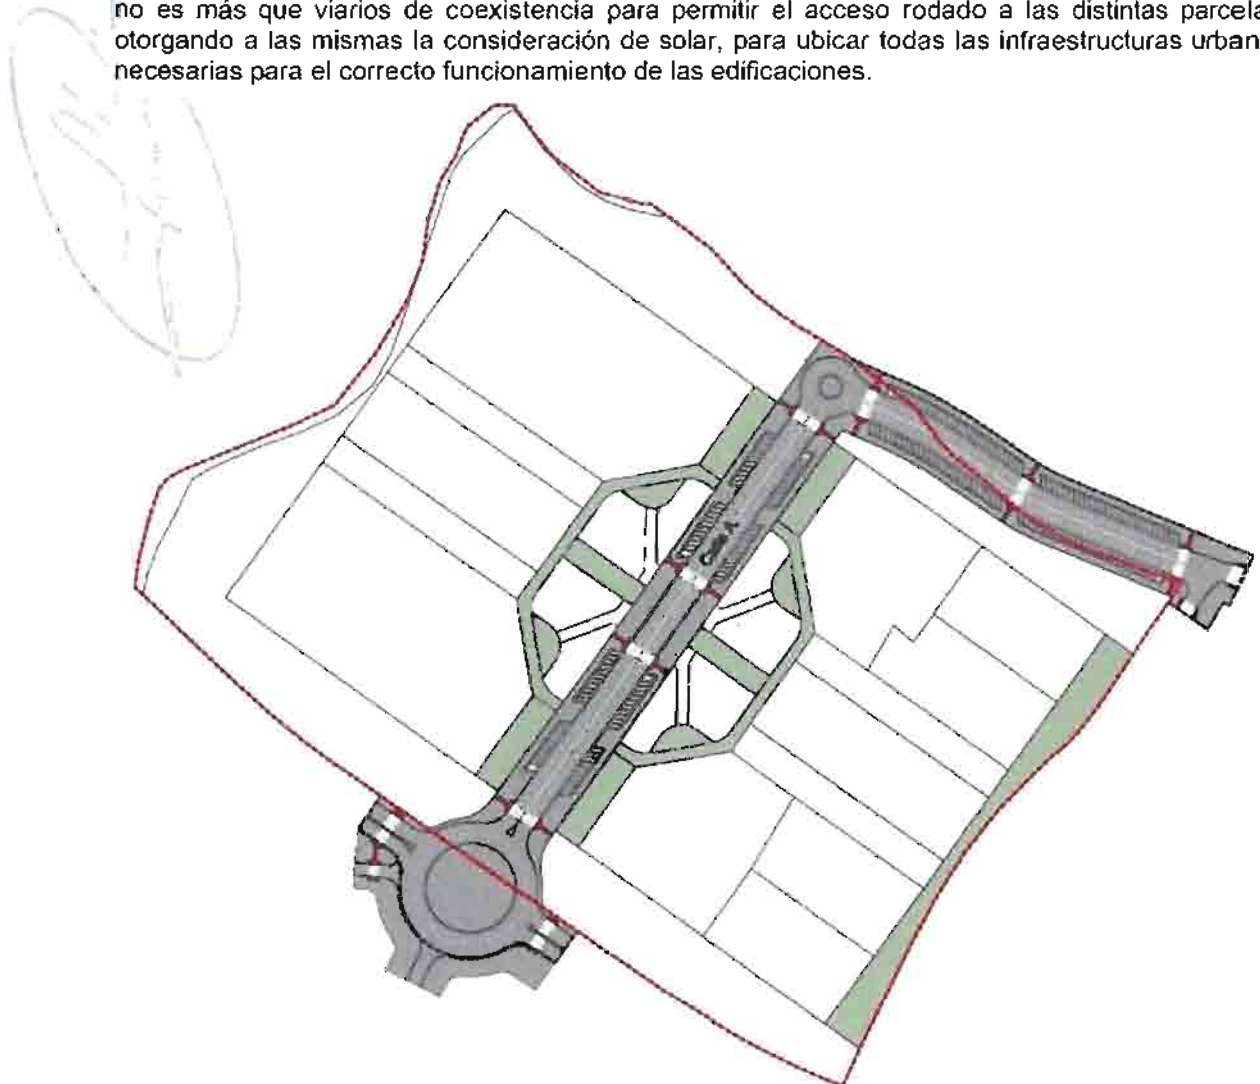 no es más que viarios de coexistencia para permitir el acceso rodado a las distintas parcela
otorgando a las mismas la consideración de solar, para ubicar todas las infraestructuras urban
necesarias para el correcto funcionamiento de las edificaciones.
Calle A